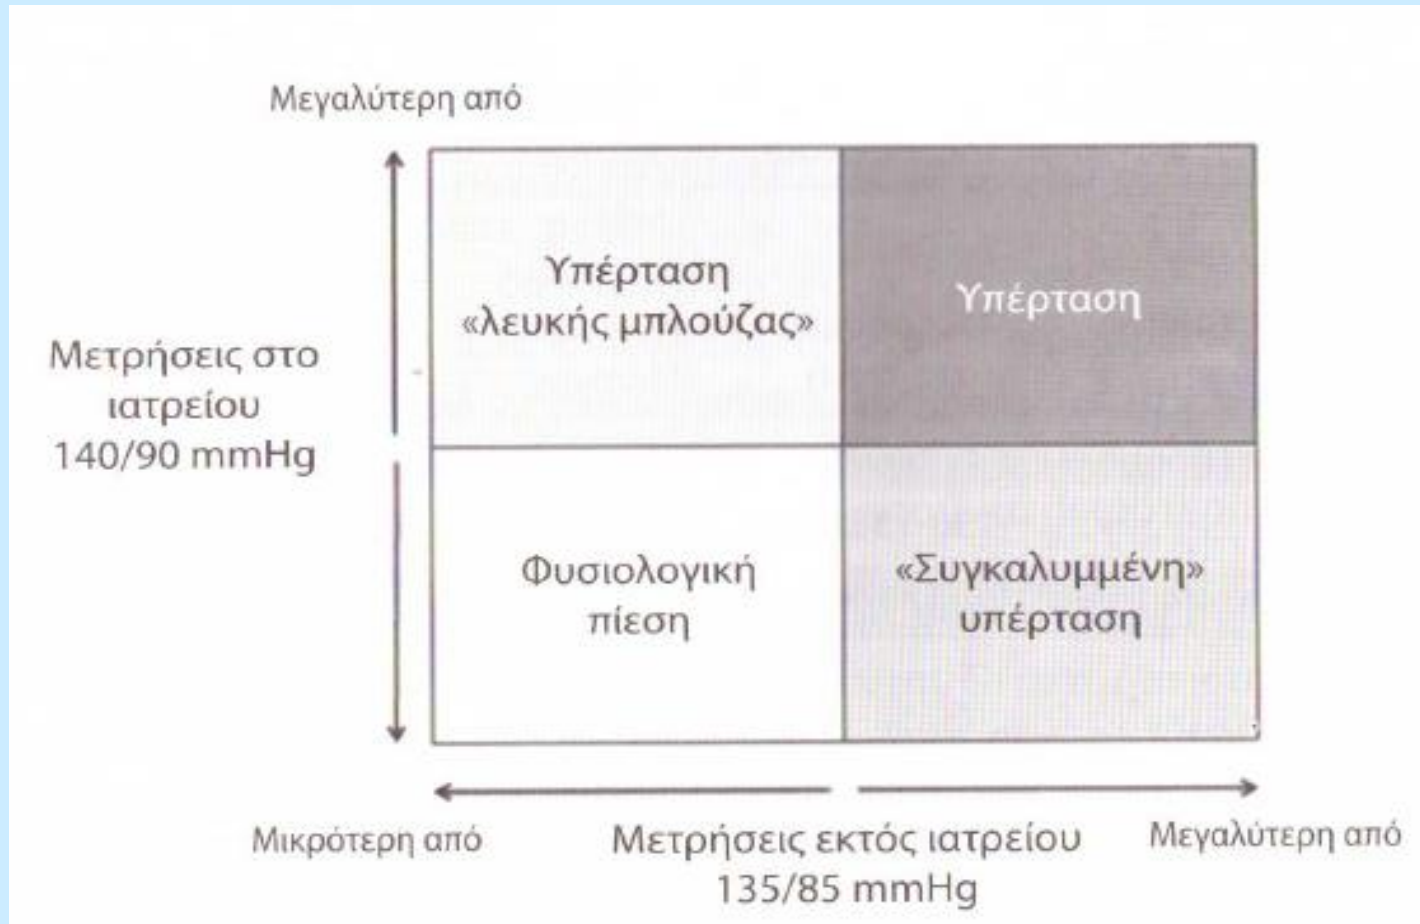 Μεγαλύτερη από
Υπέρταση
«λευκής μπλούζας»
Υπέρταση
Μετρήσεις στο
ιατρείου
140/90 mmHg
Φυσιολογική
πίεση
«Συγκαλυμμένη»
υπέρταση
Μικρότερη από
Μετρήσεις εκτός ιατρείου
135/85 mmHg
Μεγαλύτερη από